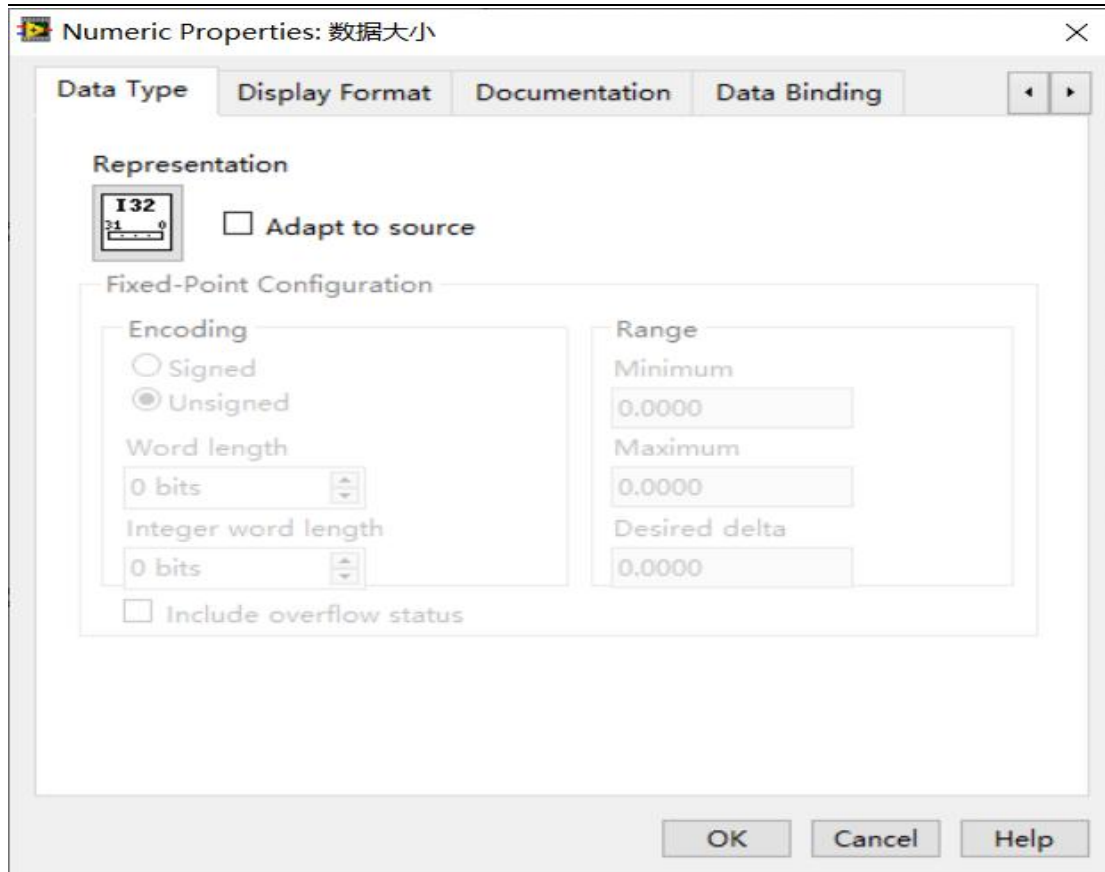 Numeric Properties: 数据大小
Data Type Display Format Documentation Data Binding
Representation
I32
31 0
Adapt to source
Fixed-Point Configuration
Encoding
Signed
Unsigned
Word length
0 bits
Integer word length
0 bits
Include overflow status
Range
Minimum
0.0000
Maximum
0.0000
Desired delta
0.0000
OK Cancel Help